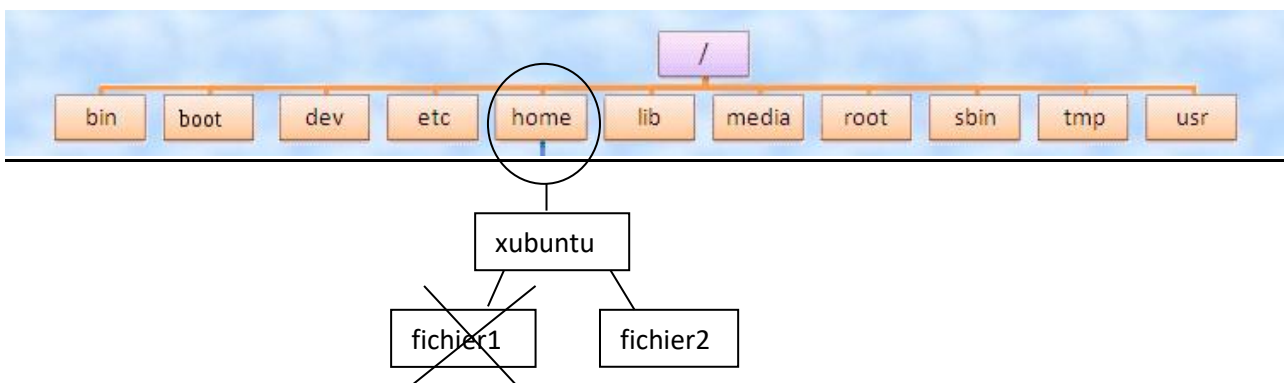 /
bin boot dev etc home lib media root sbin tmp usr
xubuntu
fichier1 fichier2